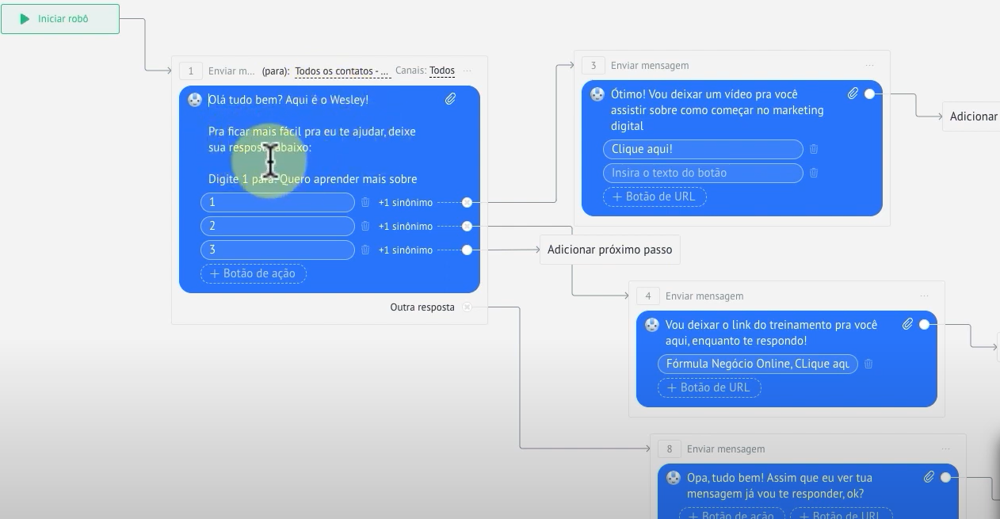 Iniciar robô
1 Enviar m... (para): Todos os contatos - ... Canais: Todos ...
Olá tudo bem? Aqui é o Wesley!
Pra ficar mais fácil pra eu te ajudar, deixe
sua resposta abaixo:
Digite 1 para: Quero aprender mais sobre
1 +1 sinônimo
2 +1 sinônimo
3 +1 sinônimo
+ Botão de ação
Outra resposta
3 Enviar mensagem ...
Ótimo! Vou deixar um vídeo pra você
assistir sobre como começar no marketing
digital
Clique aqui!
Insira o texto do botão
+ Botão de URL
Adicionar
Adicionar próximo passo
4 Enviar mensagem ...
Vou deixar o link do treinamento pra você
aqui, enquanto te respondo!
Fórmula Negócio Online, CLique aqu
+ Botão de URL
8 Enviar mensagem ...
Opa, tudo bem! Assim que eu ver tua
mensagem já vou te responder, ok?
+ Botão de ação + Botão de URL